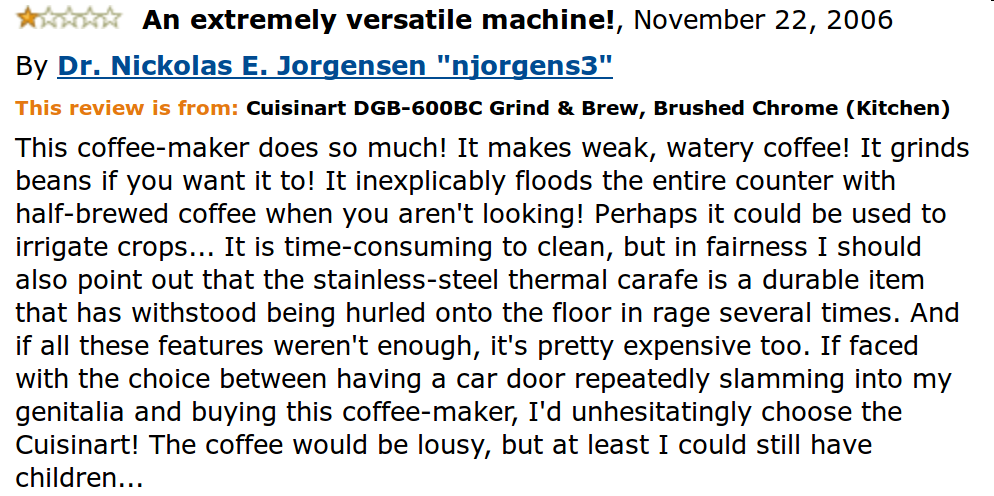 An extremely versatile machine!, November 22, 2006
By Dr. Nickolas E. Jorgensen "njorgens3"
This review is from: Cuisinart DGB-600BC Grind & Brew, Brushed Chrome (Kitchen)
This coffee-maker does so much! It makes weak, watery coffee! It grinds
beans if you want it to! It inexplicably floods the entire counter with
half-brewed coffee when you aren't looking! Perhaps it could be used to
irrigate crops... It is time-consuming to clean, but in fairness I should
also point out that the stainless-steel thermal carafe is a durable item
that has withstood being hurled onto the floor in rage several times. And
if all these features weren't enough, it's pretty expensive too. If faced
with the choice between having a car door repeatedly slamming into my
genitalia and buying this coffee-maker, I'd unhesitatingly choose the
Cuisinart! The coffee would be lousy, but at least I could still have
children...